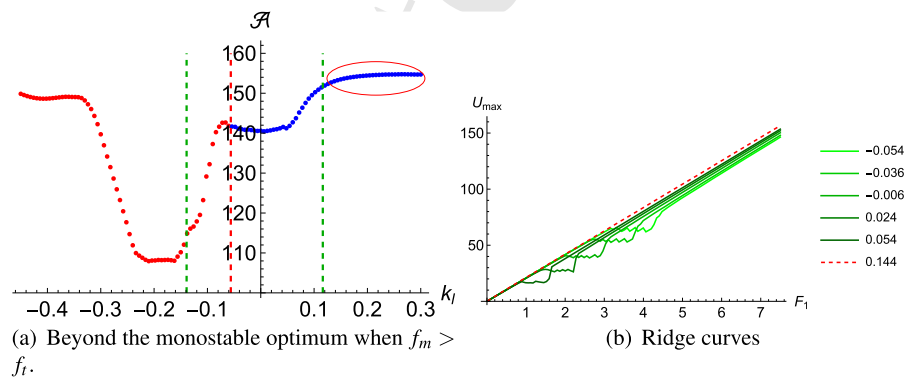 𝒜
160
150
140
130
120
110
−0.4 −0.3 −0.2 −0.1 0.1 0.2 0.3
k_l
(a) Beyond the monostable optimum when f_m >
f_t.
U_max
150
100
50
1 2 3 4 5 6 7
F_1
−0.054
−0.036
−0.006
0.024
0.054
0.144
(b) Ridge curves